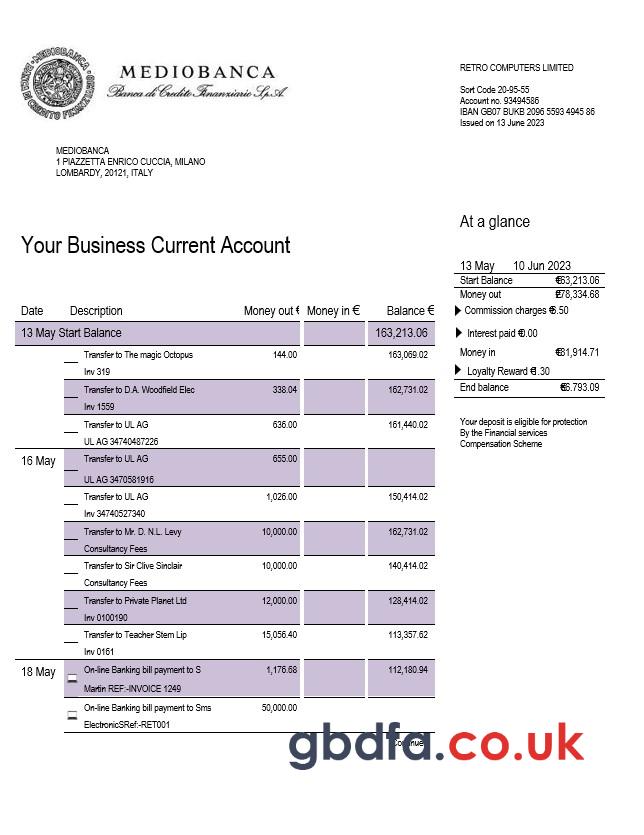 MEDIOBANCA
Banca di Credito Finanziario S.p.A.
RETRO COMPUTERS LIMITED
Sort Code 20-95-55
Account no. 93494586
IBAN GB07 BUKB 2096 5593 4945 86
Issued on 13 June 2023
MEDIOBANCA
1 PIAZZETTA ENRICO CUCCIA, MILANO
LOMBARDY, 20121, ITALY
At a glance
13 May 10 Jun 2023
Start Balance €63,213.06
Money out €78,334.68
Commission charges €6.50
Interest paid €0.00
Money in €81,914.71
Loyalty Reward €1.30
End balance €6.793.09
Your deposit is eligible for protection
By the Financial services
Compensation Scheme
Your Business Current Account
Date Description Money out € Money in € Balance €
13 May Start Balance 163,213.06
Transfer to The magic Octopus 144.00 163,069.02
Inv 319
Transfer to D.A. Woodfield Elec 338.04 162,731.02
Inv 1559
Transfer to UL AG 636.00 161,440.02
UL AG 34740487226
16 May Transfer to UL AG 655.00
UL AG 3470581916
Transfer to UL AG 1,026.00 150,414.02
Inv 34740527340
Transfer to Mr. D. N.L. Levy 10,000.00 162,731.02
Consultancy Fees
Transfer to Sir Clive Sinclair 10,000.00 140,414.02
Consultancy Fees
Transfer to Private Planet Ltd 12,000.00 128,414.02
Inv 0100190
Transfer to Teacher Stem Lip 15,056.40 113,357.62
Inv 0161
18 May On-line Banking bill payment to S 1,176.68 112,180.94
Martin REF:-INVOICE 1249
On-line Banking bill payment to Sms 50,000.00
ElectronicSRef:-RET001
Continue
gbdfa.co.uk